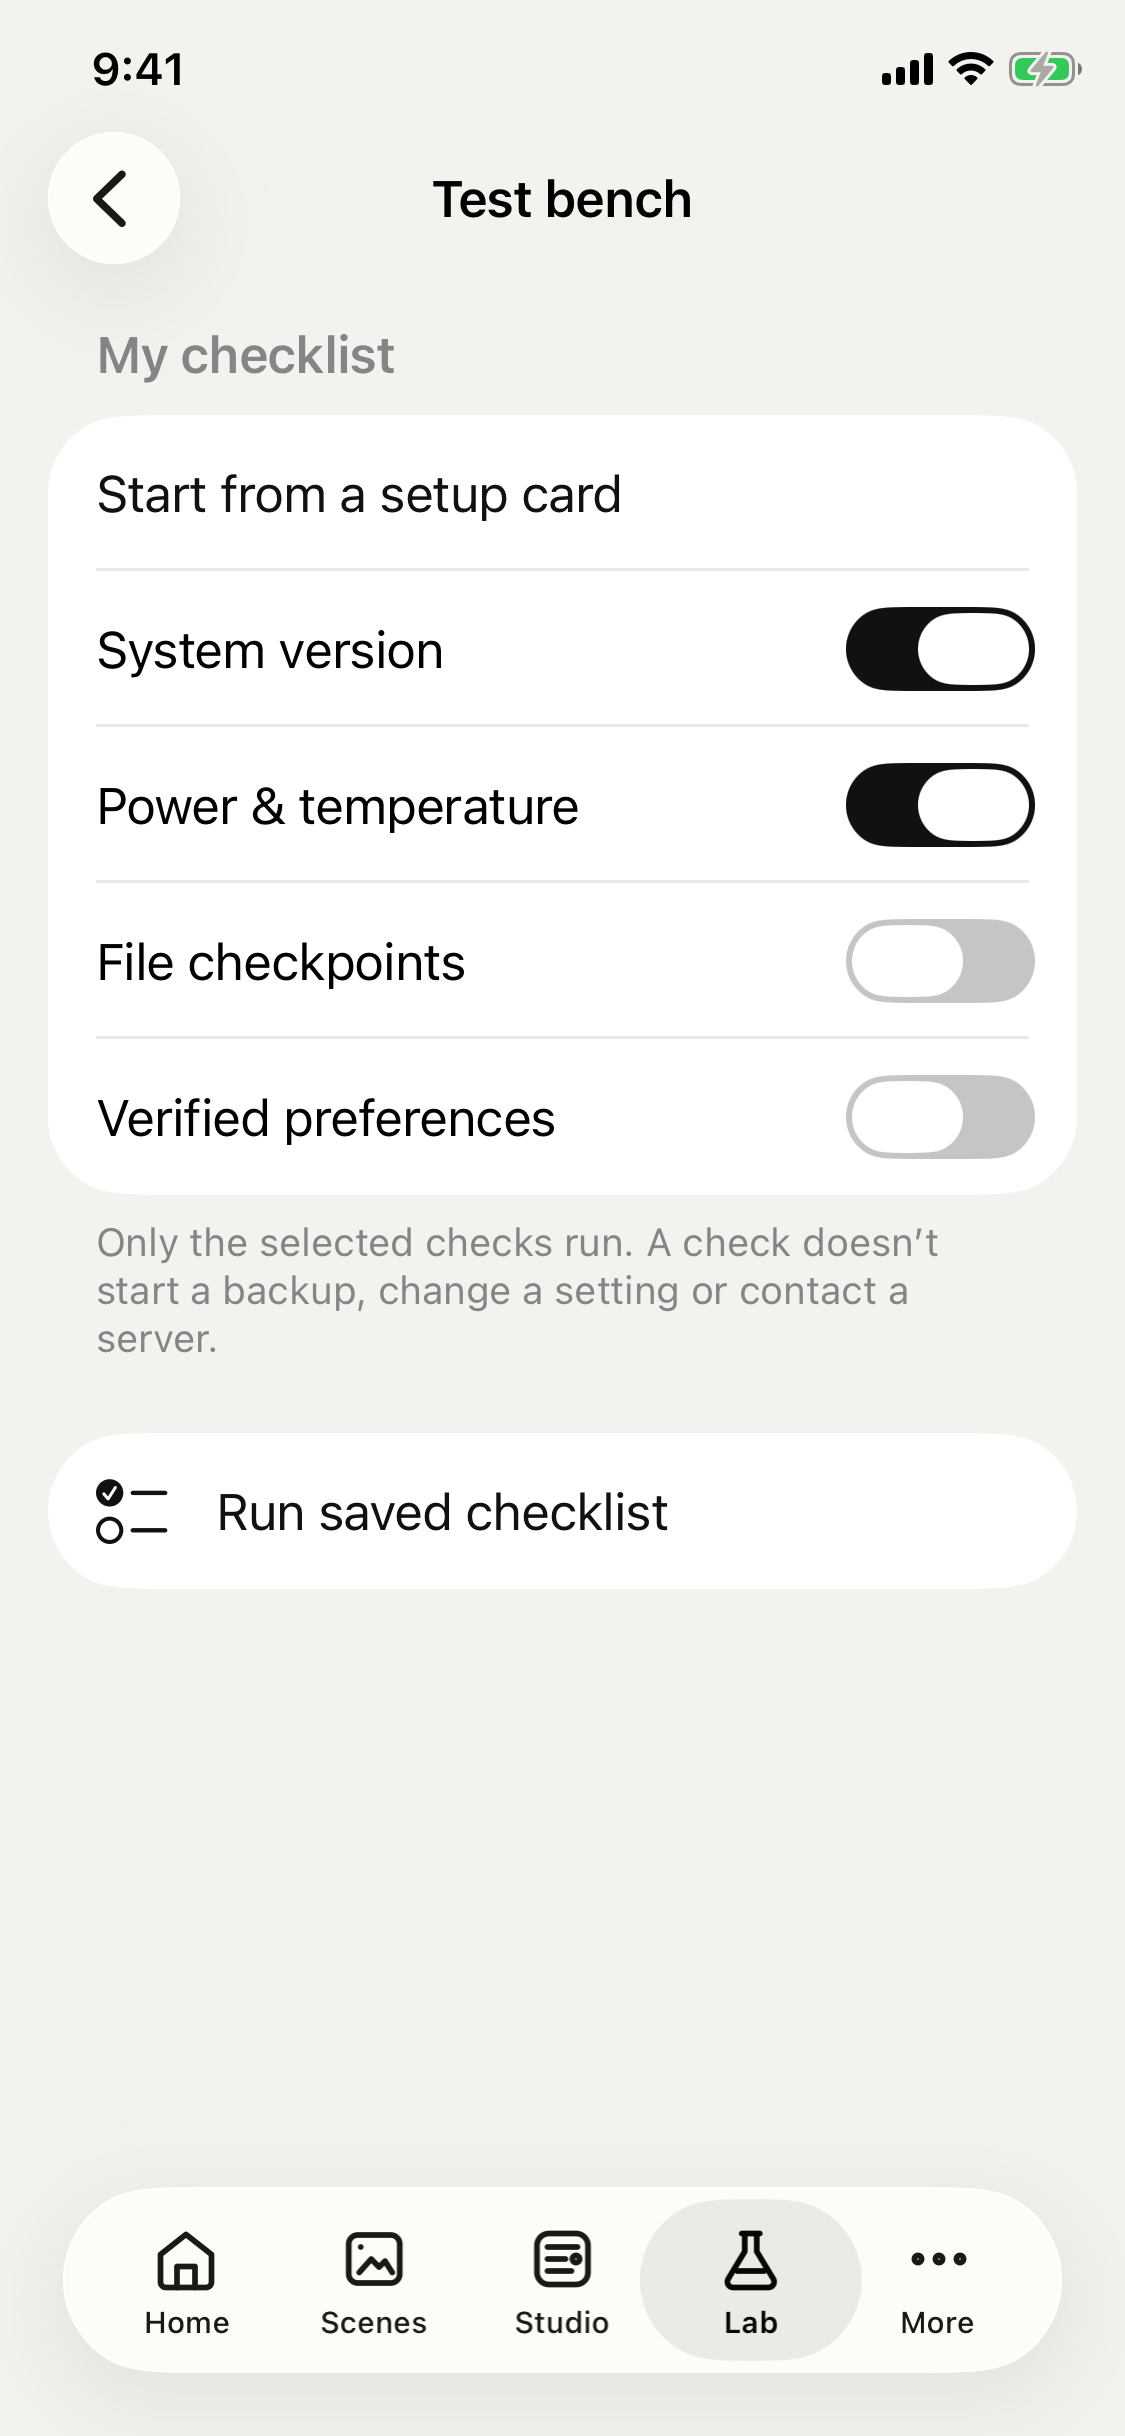 9:41
Test bench
My checklist
Start from a setup card
System version
Power & temperature
File checkpoints
Verified preferences
Only the selected checks run. A check doesn’t
start a backup, change a setting or contact a
server.
Run saved checklist
Home
Scenes
Studio
Lab
More